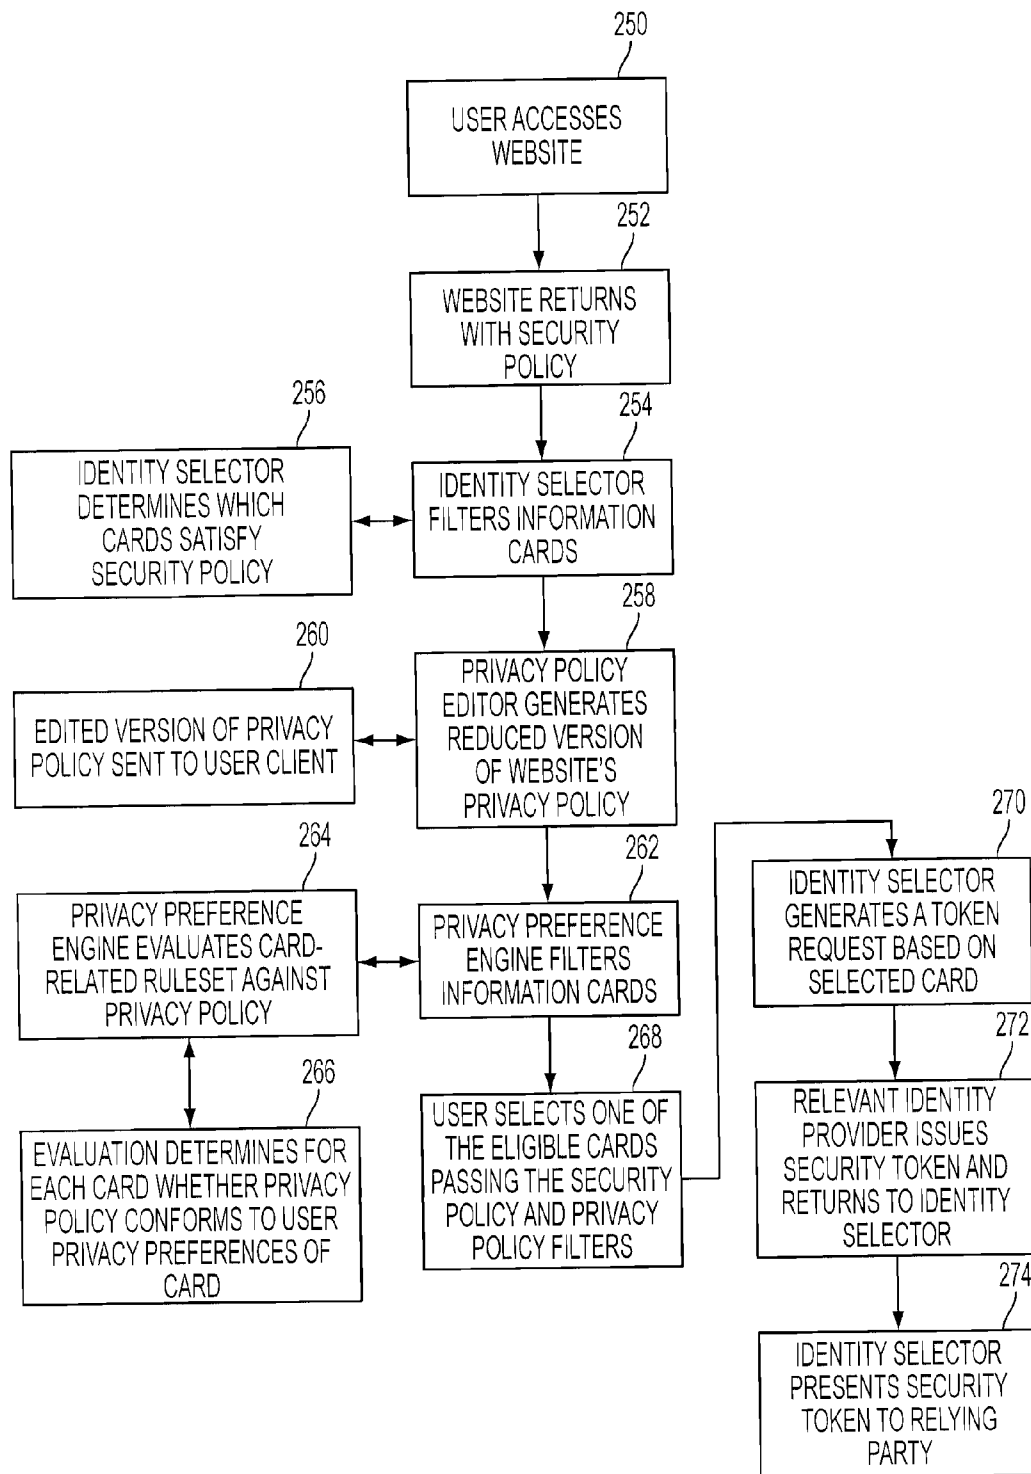 250
USER ACCESSES
WEBSITE
252
WEBSITE RETURNS
WITH SECURITY
POLICY
254
IDENTITY SELECTOR
FILTERS INFORMATION
CARDS
256
IDENTITY SELECTOR
DETERMINES WHICH
CARDS SATISFY
SECURITY POLICY
258
PRIVACY POLICY
EDITOR GENERATES
REDUCED VERSION
OF WEBSITE'S
PRIVACY POLICY
260
EDITED VERSION OF PRIVACY
POLICY SENT TO USER CLIENT
262
PRIVACY PREFERENCE
ENGINE FILTERS
INFORMATION CARDS
264
PRIVACY PREFERENCE
ENGINE EVALUATES CARD-
RELATED RULESET AGAINST
PRIVACY POLICY
266
EVALUATION DETERMINES FOR
EACH CARD WHETHER PRIVACY
POLICY CONFORMS TO USER
PRIVACY PREFERENCES OF
CARD
268
USER SELECTS ONE OF
THE ELIGIBLE CARDS
PASSING THE SECURITY
POLICY AND PRIVACY
POLICY FILTERS
270
IDENTITY SELECTOR
GENERATES A TOKEN
REQUEST BASED ON
SELECTED CARD
272
RELEVANT IDENTITY
PROVIDER ISSUES
SECURITY TOKEN AND
RETURNS TO IDENTITY
SELECTOR
274
IDENTITY SELECTOR
PRESENTS SECURITY
TOKEN TO RELYING
PARTY